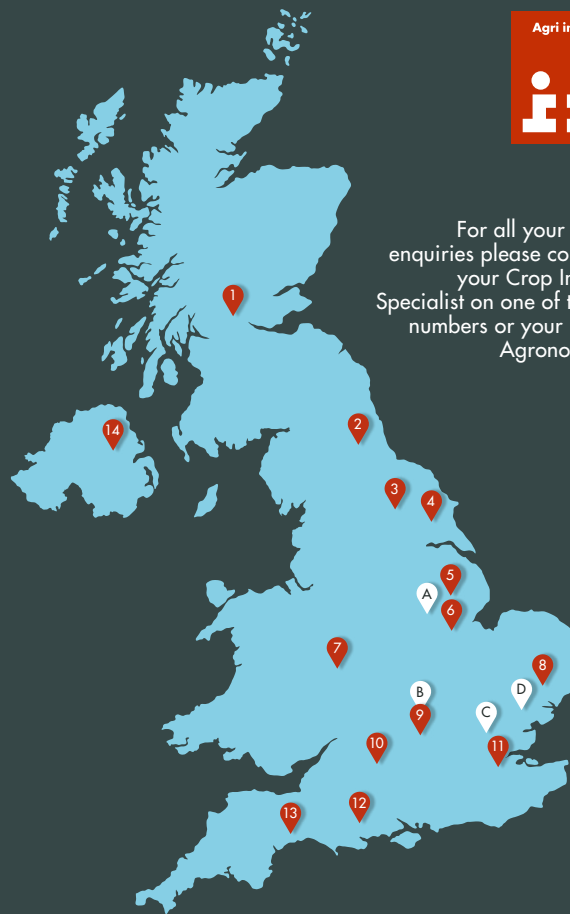 Agri in
i
For all your
enquiries please co
your Crop In
Specialist on one of t
numbers or your
Agrono
1
2
14
3
4
5
A
6
7
8
B
D
9
C
10
11
12
13